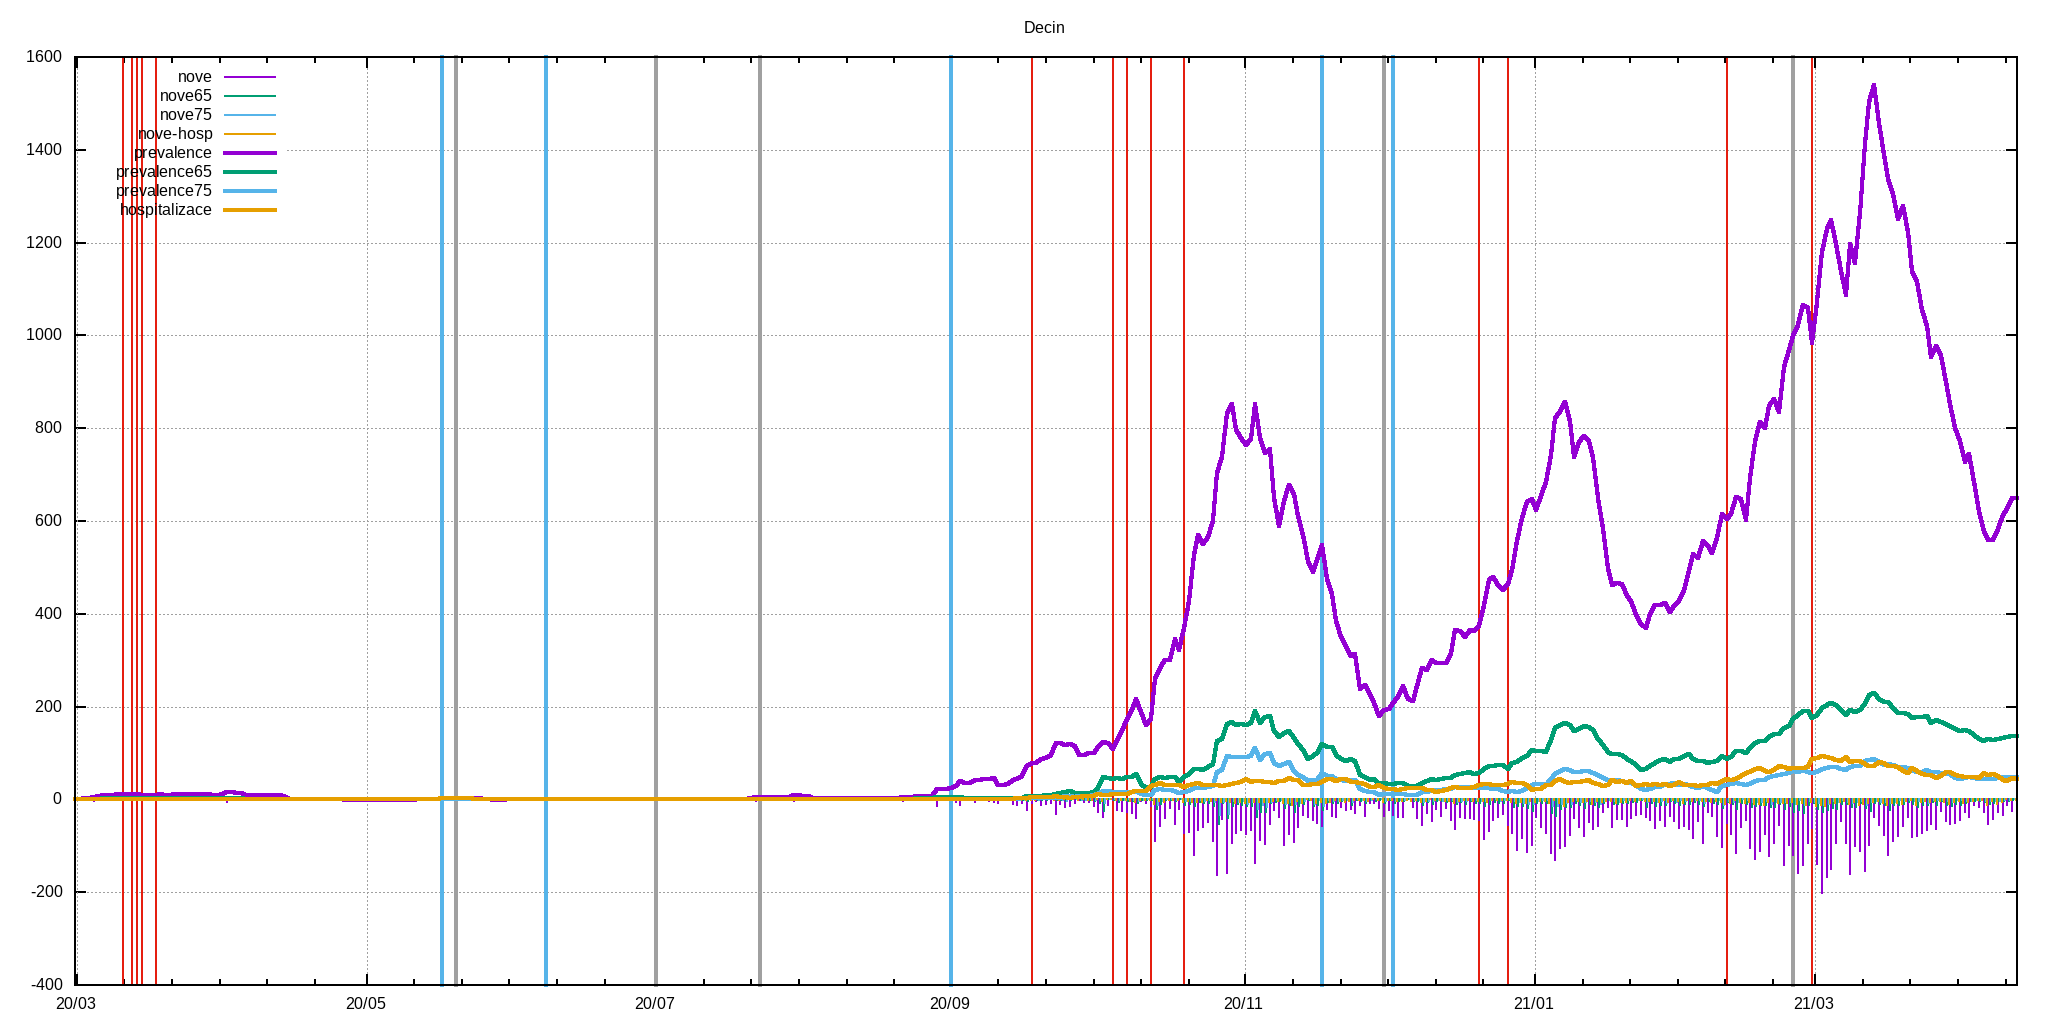 Decin
1600
1400
1200
1000
800
600
400
200
0
-200
-400
nove
nove65
nove75
nove-hosp
prevalence
prevalence65
prevalence75
hospitalizace
20/03 20/05 20/07 20/09 20/11 21/01 21/03